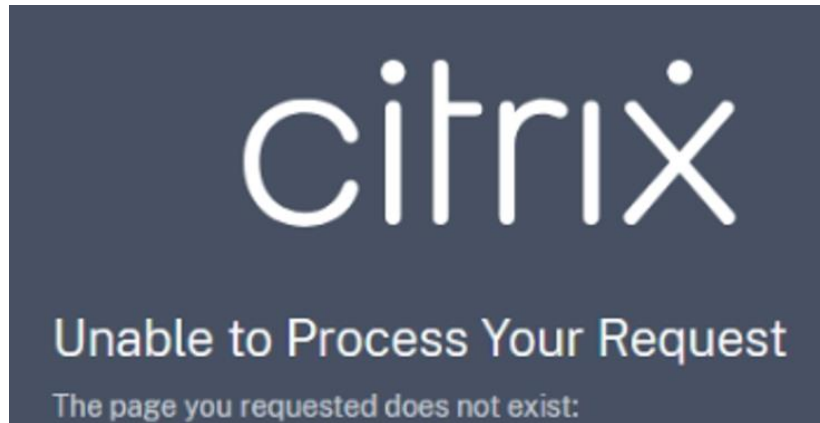 citrix
Unable to Process Your Request
The page you requested does not exist: